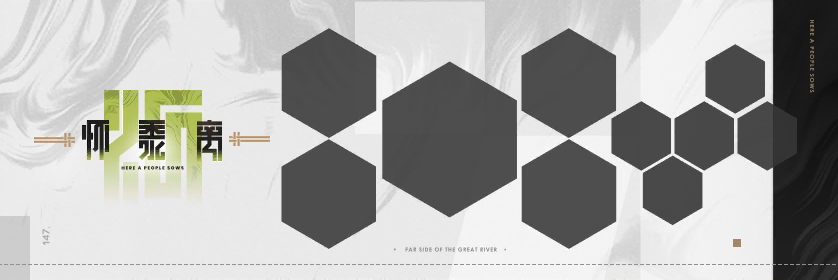 怀黍离
HERE A PEOPLE SOWS
147.
• FAR SIDE OF THE GREAT RIVER •
HERE A PEOPLE SOWS